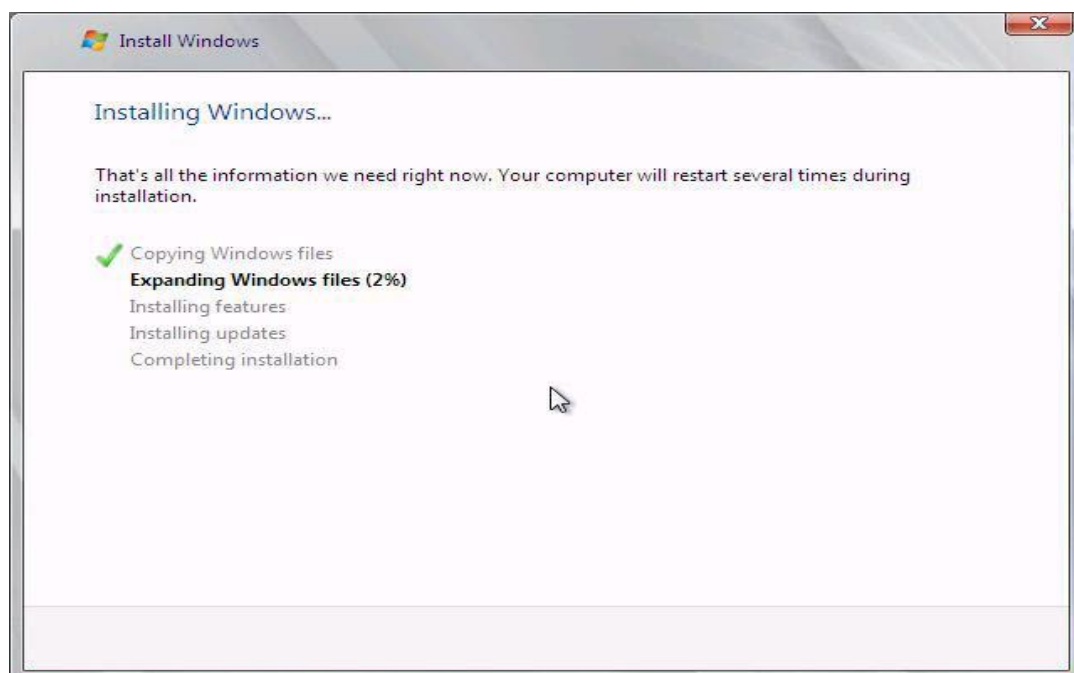 Install Windows
Installing Windows...
That's all the information we need right now. Your computer will restart several times during
installation.
Copying Windows files
Expanding Windows files (2%)
Installing features
Installing updates
Completing installation